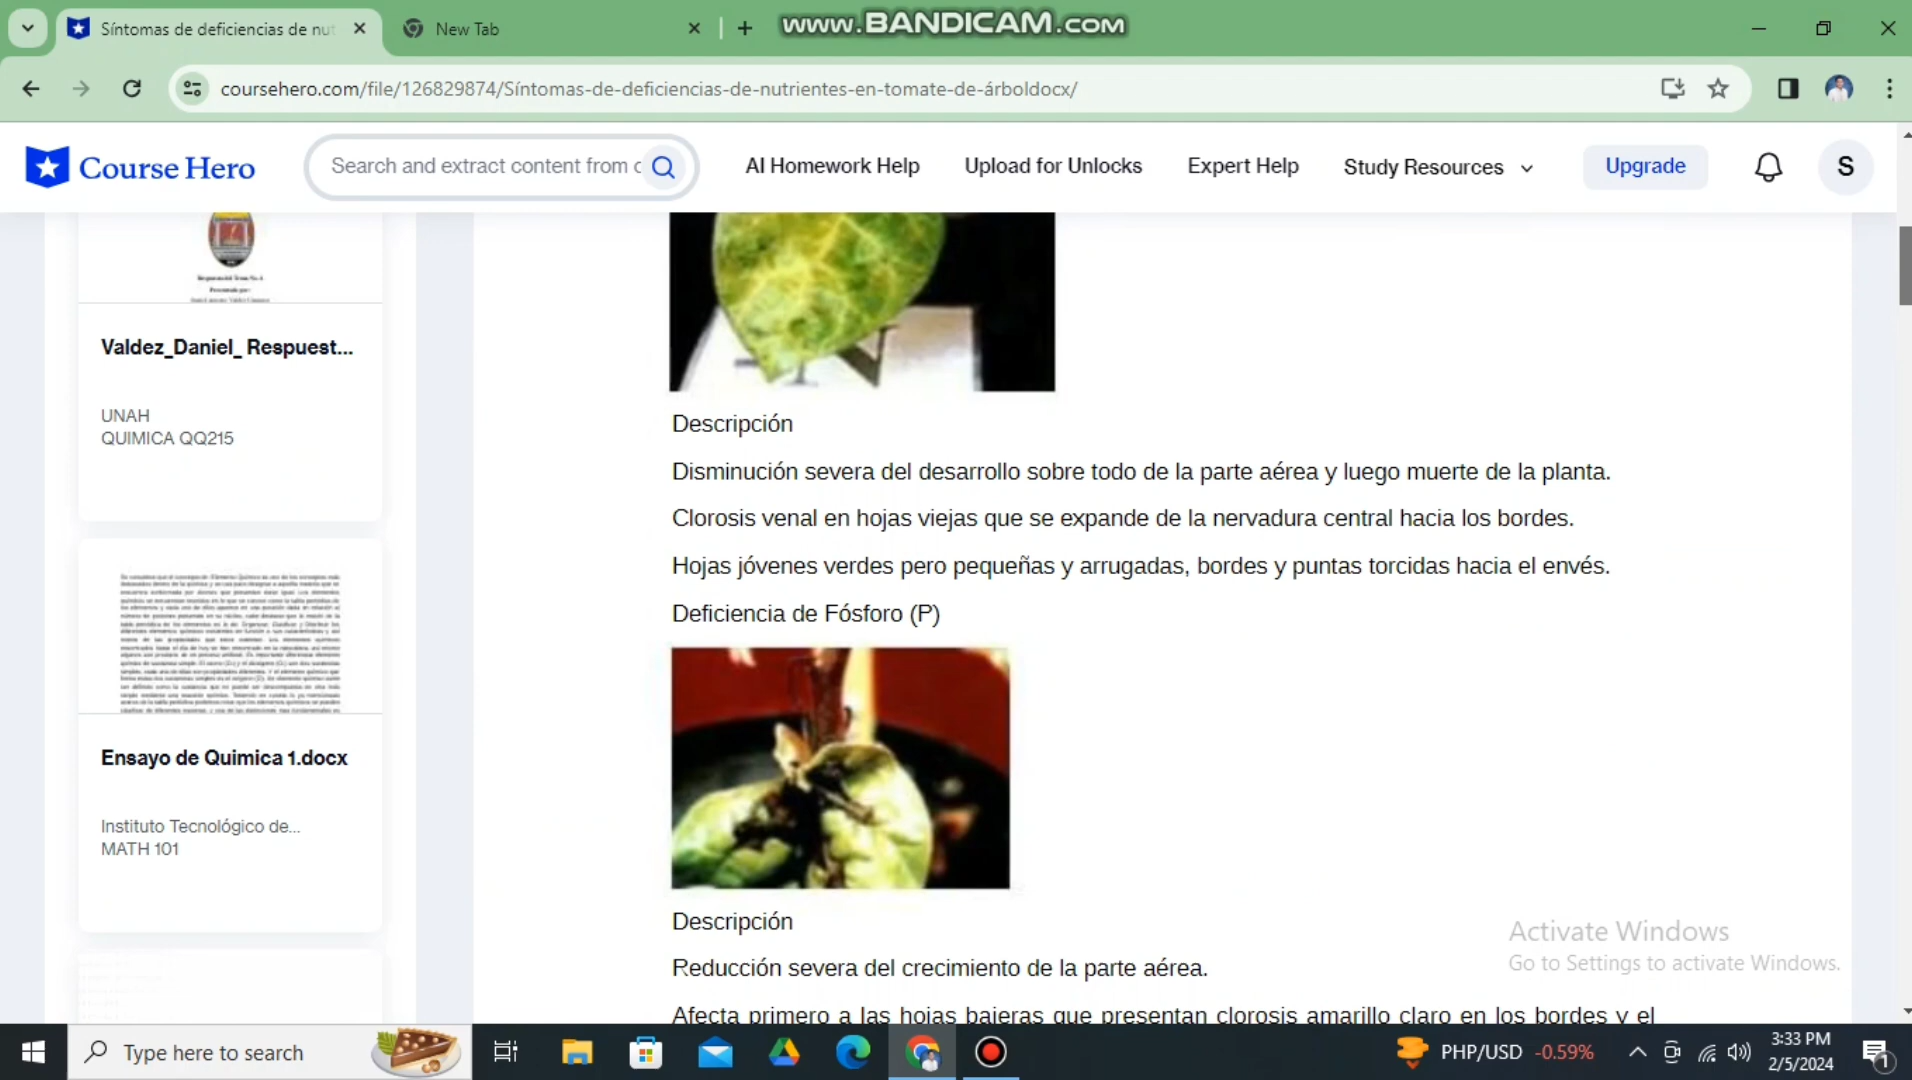 Síntomas de deficiencias de nut
New Tab
www.BANDICAM.com
coursehero.com/file/126829874/Síntomas-de-deficiencias-de-nutrientes-en-tomate-de-árboldocx/
Course Hero
Search and extract content from c
AI Homework Help
Upload for Unlocks
Expert Help
Study Resources
Upgrade
S
Valdez_Daniel_ Respuest...
UNAH
QUIMICA QQ215
Ensayo de Quimica 1.docx
Instituto Tecnológico de...
MATH 101
Descripción
Disminución severa del desarrollo sobre todo de la parte aérea y luego muerte de la planta.
Clorosis venal en hojas viejas que se expande de la nervadura central hacia los bordes.
Hojas jóvenes verdes pero pequeñas y arrugadas, bordes y puntas torcidas hacia el envés.
Deficiencia de Fósforo (P)
Descripción
Reducción severa del crecimiento de la parte aérea.
Afecta primero a las hojas bajeras que presentan clorosis amarillo claro en los bordes y el
Activate Windows
Go to Settings to activate Windows.
Type here to search
PHP/USD -0.59%
3:33 PM
2/5/2024
1